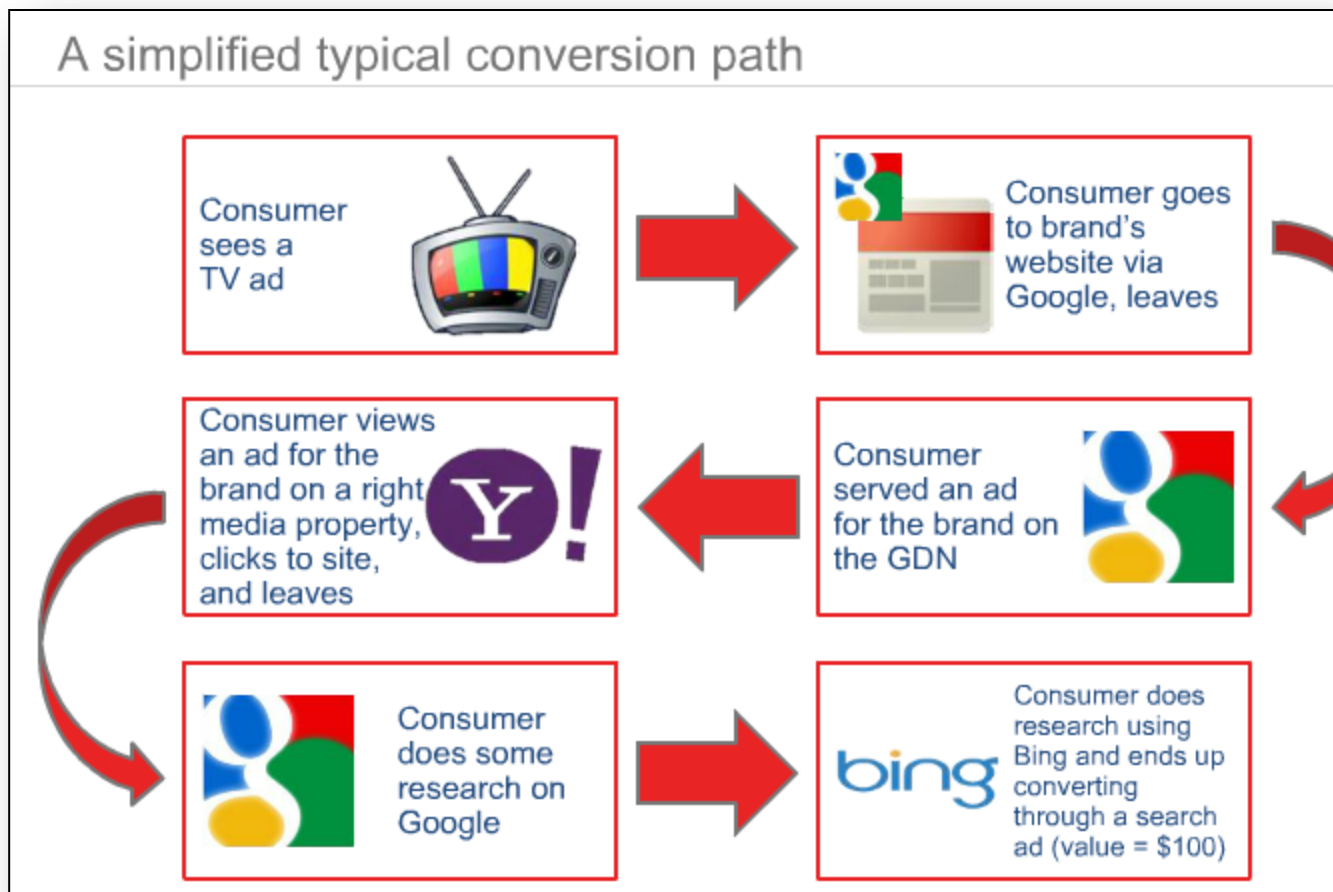 A simplified typical conversion path
Consumer
sees a
TV ad
Consumer goes
to brand's
website via
Google, leaves
Consumer
served an ad
for the brand on
the GDN
Consumer views
an ad for the
brand on a right
media property,
clicks to site,
and leaves
Y!
Consumer
does some
research on
Google
bing
Consumer does
research using
Bing and ends up
converting
through a search
ad (value = $100)